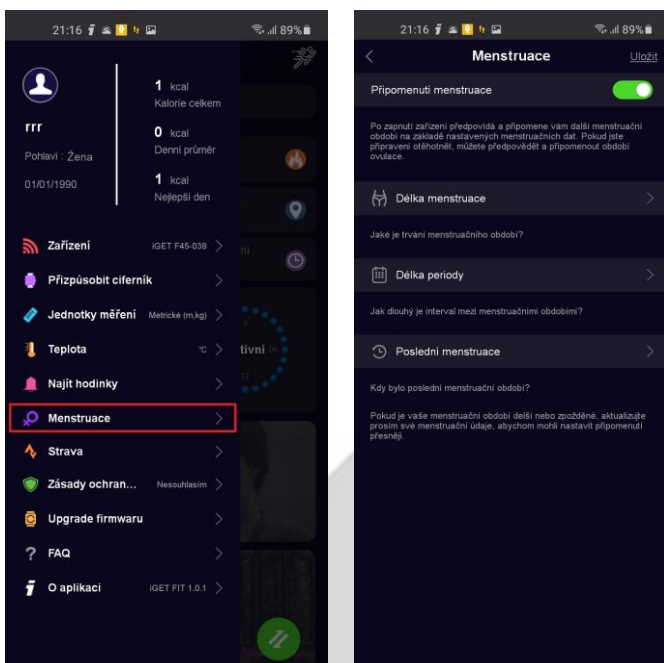 21:16
89%
1 kcal
Kalorie celkem
rrr
0 kcal
Denní průměr
Pohlaví : Žena
1 kcal
01/01/1990
Nejlepší den
Zařízení iGET F45-038
Přizpůsobit ciferník
Jednotky měření Metrické (m,kg)
Teplota °C
tivní
Najít hodinky
Menstruace
Strava
Zásady ochran... Nesouhlasím
Upgrade firmwaru
? FAQ
O aplikaci iGET FIT 1.0.1
21:16
89%
Menstruace Uložit
Připomenutí menstruace
Po zapnutí zařízení předpovídá a připomene vám další menstruační
období na základě nastavených menstruačních dat. Pokud jste
připraveni otěhotnět, můžete předpovědět a připomenout období
ovulace.
Délka menstruace
Jaké je trvání menstruačního období?
Délka periody
Jak dlouhý je interval mezi menstruačními obdobími?
Poslední menstruace
Kdy bylo poslední menstruační období?
Pokud je vaše menstruační období delší nebo zpožděné, aktualizujte
prosím své menstruační údaje, abychom mohli nastavit připomenutí
přesněji.